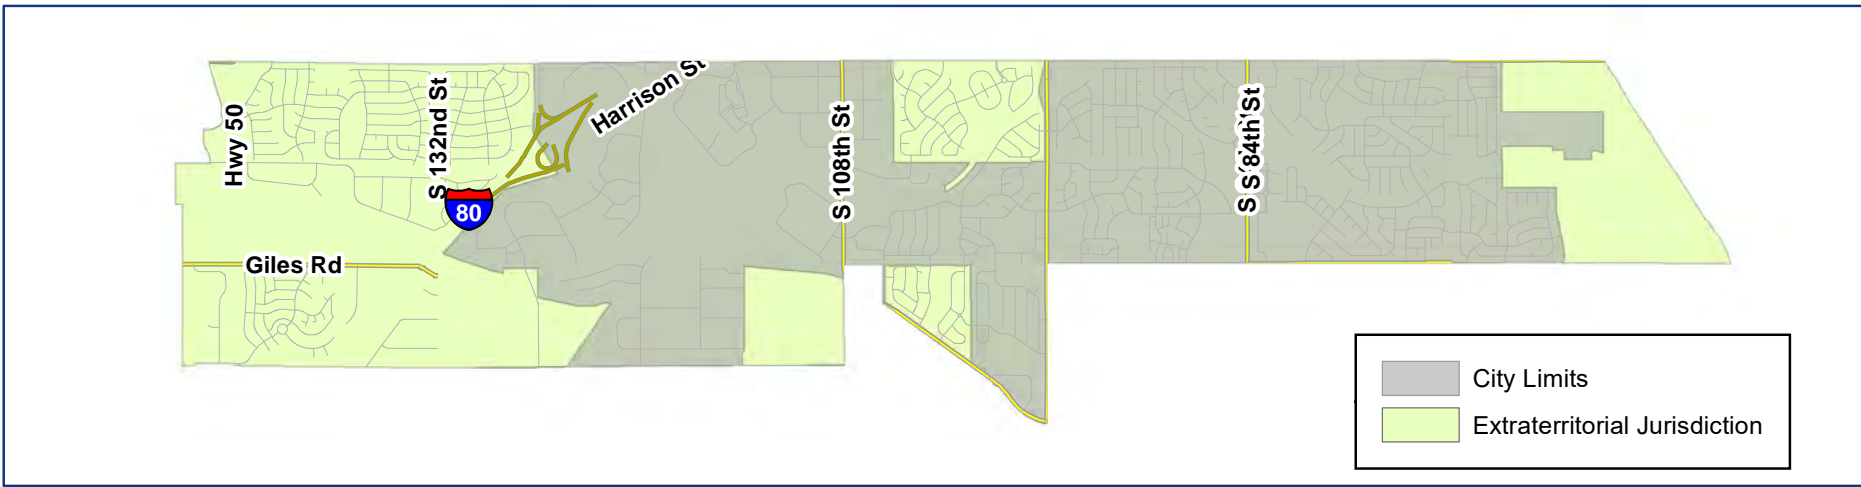 Hwy 50
S 132nd St
Harrison St
S 108th St
S 84th St
80
Giles Rd
City Limits
Extraterritorial Jurisdiction